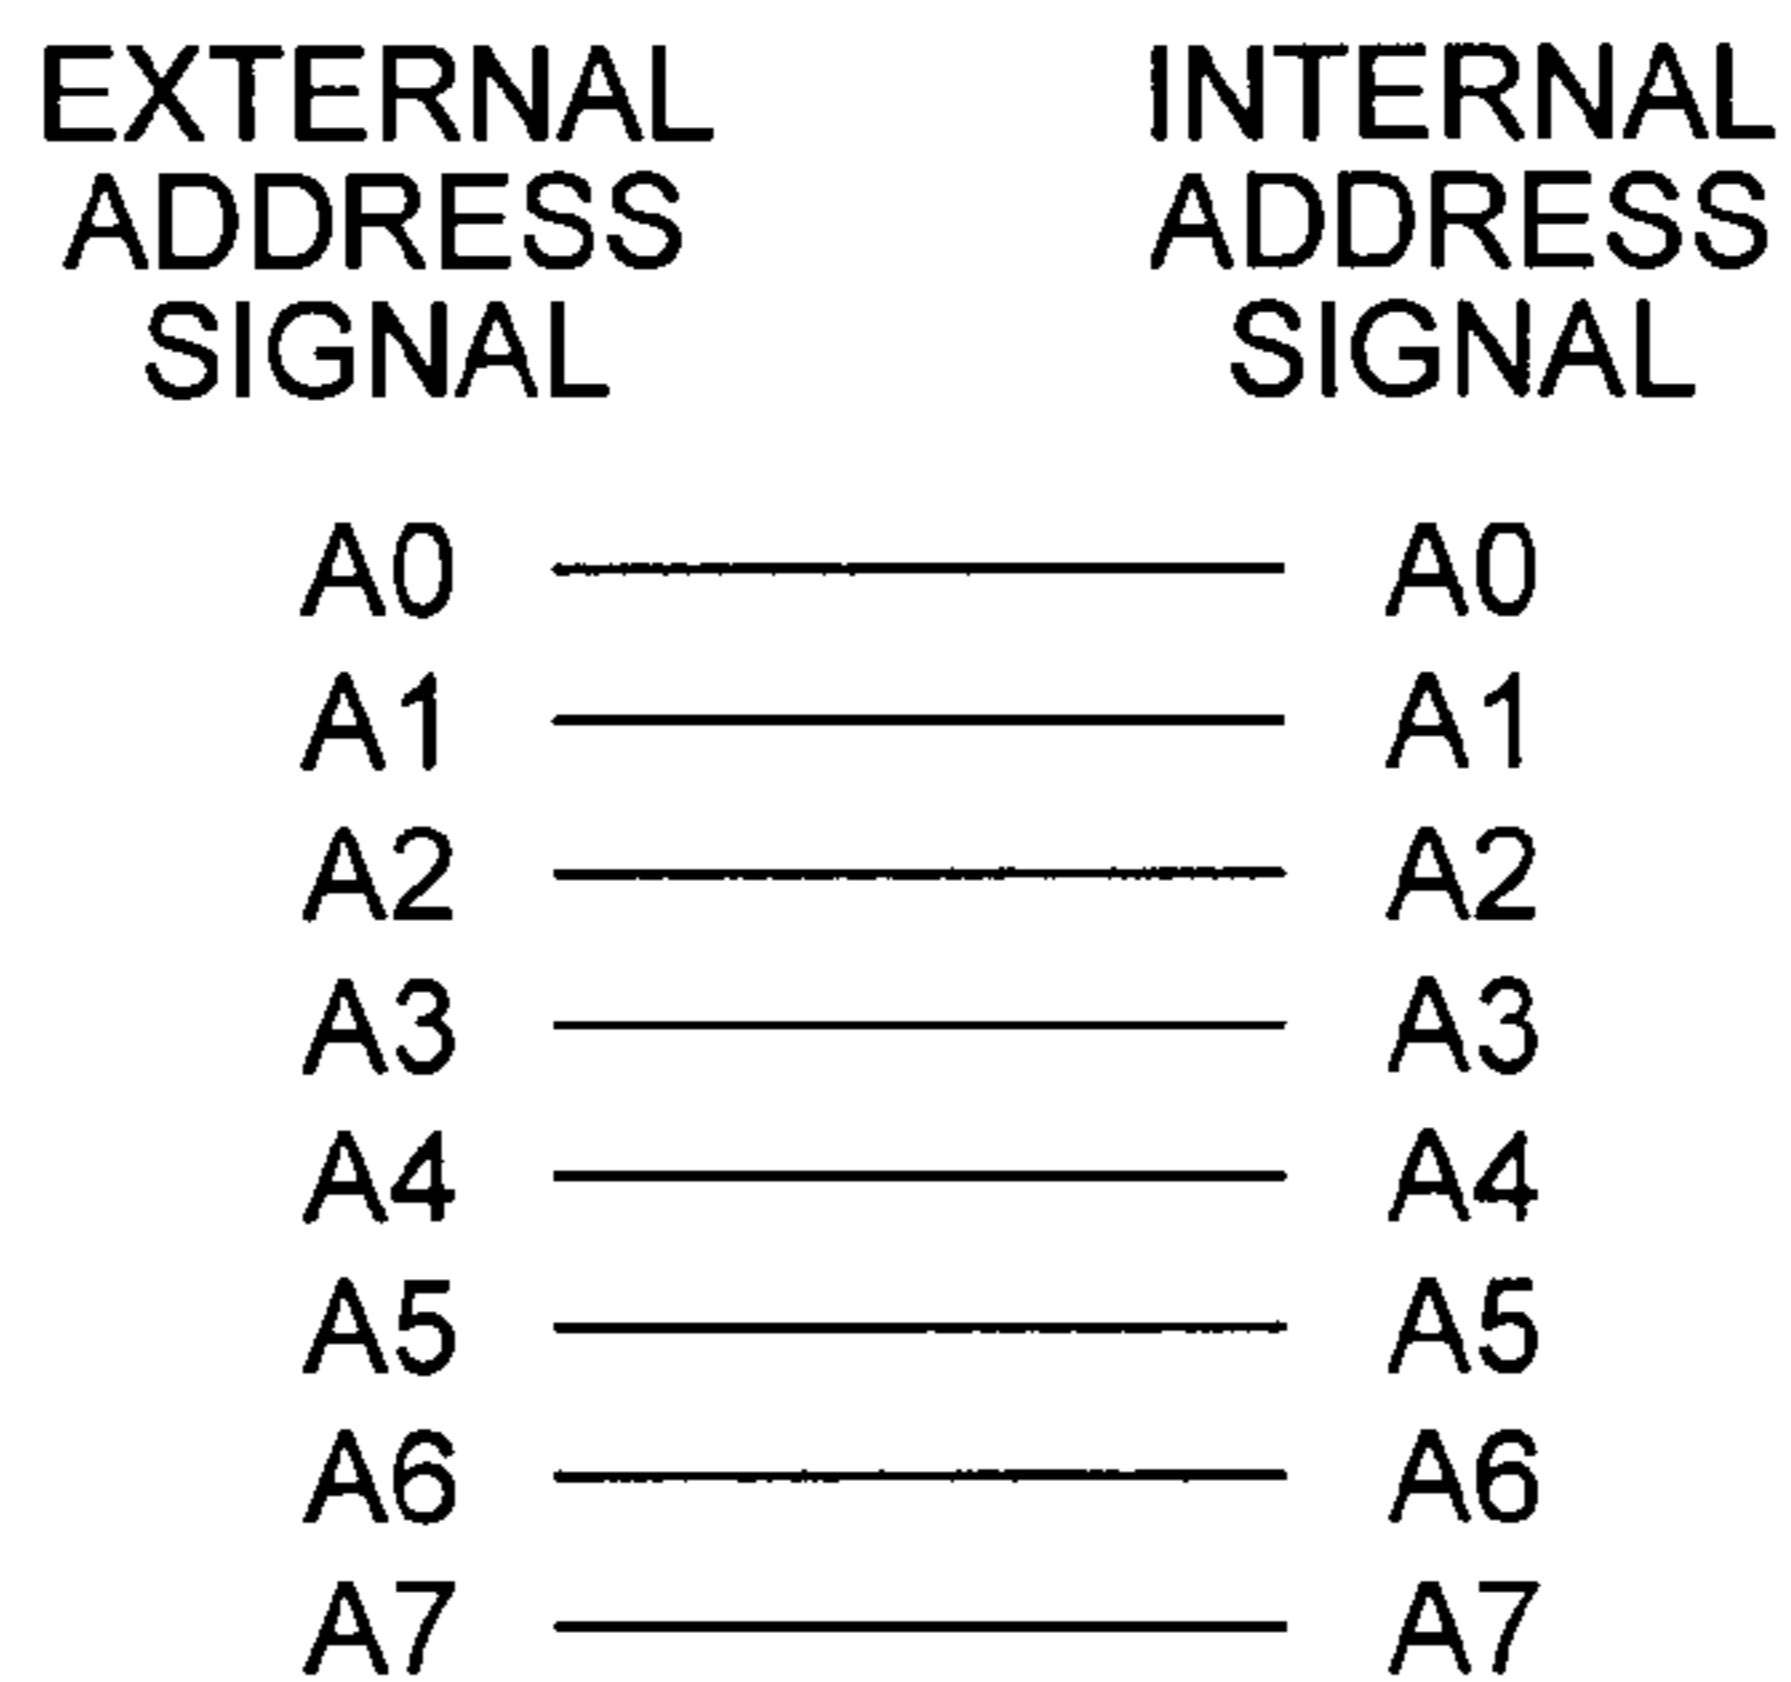 EXTERNAL ADDRESS SIGNAL
INTERNAL ADDRESS SIGNAL
A0 A0
A1 A1
A2 A2
A3 A3
A4 A4
A5 A5
A6 A6
A7 A7